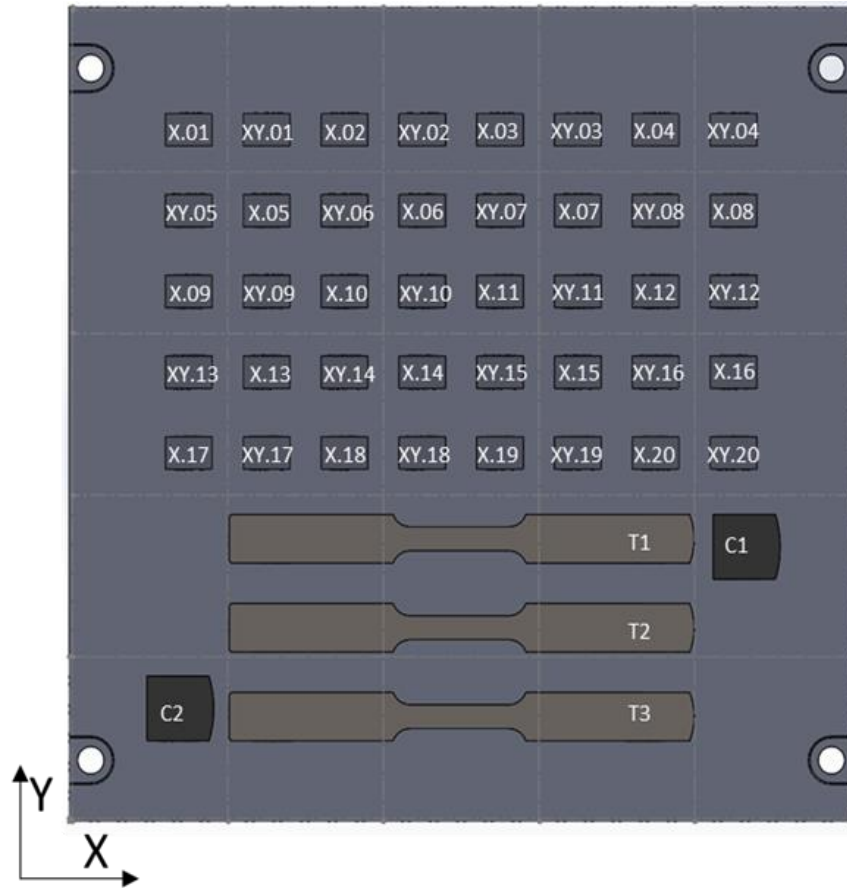 X.01 XY.01 X.02 XY.02 X.03 XY.03 X.04 XY.04
XY.05 X.05 XY.06 X.06 XY.07 X.07 XY.08 X.08
X.09 XY.09 X.10 XY.10 X.11 XY.11 X.12 XY.12
XY.13 X.13 XY.14 X.14 XY.15 X.15 XY.16 X.16
X.17 XY.17 X.18 XY.18 X.19 XY.19 X.20 XY.20
T1 C1
T2
C2 T3
Y
X